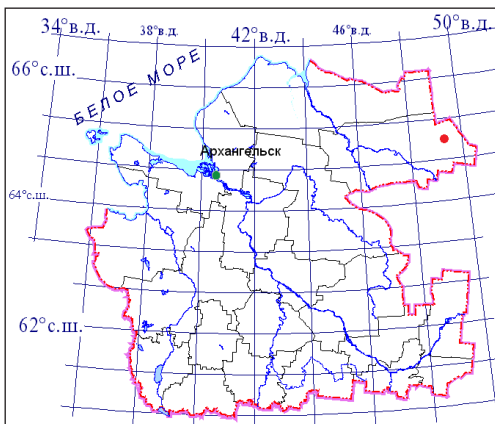 34°в.д.
38°в.д.
42°в.д.
46°в.д.
50°в.д.
66°с.ш.
БЕЛОЕ МОРЕ
Архангельск
64°с.ш.
62°с.ш.